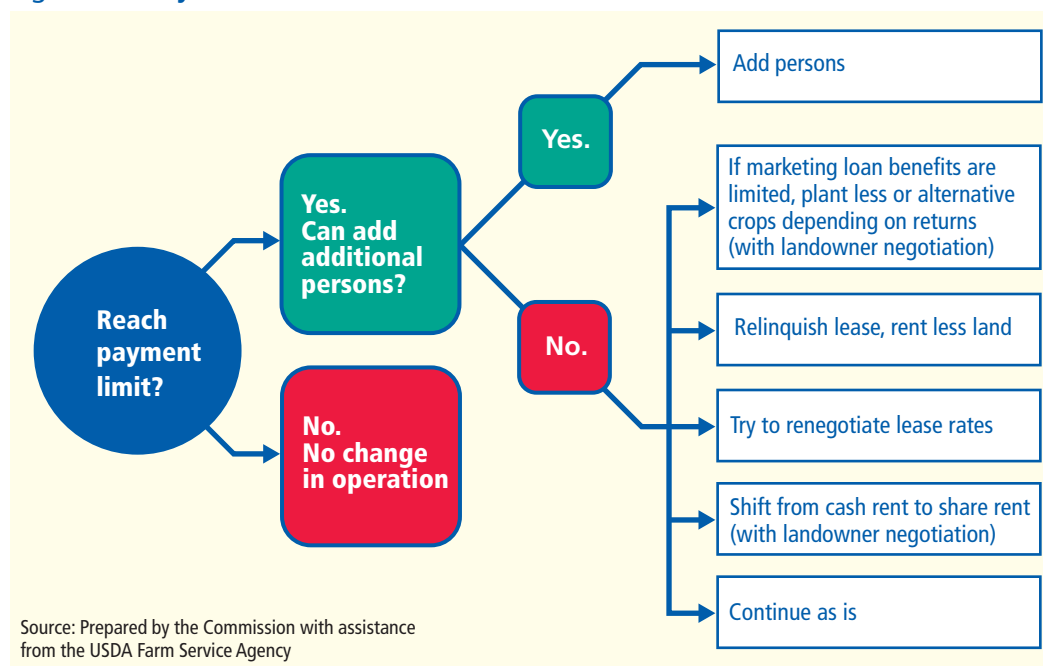 Reach
payment
limit?
Yes.
Can add
additional
persons?
No.
No change
in operation
Yes.
No.
Add persons
If marketing loan benefits are
limited, plant less or alternative
crops depending on returns
(with landowner negotiation)
Relinquish lease, rent less land
Try to renegotiate lease rates
Shift from cash rent to share rent
(with landowner negotiation)
Continue as is
Source: Prepared by the Commission with assistance
from the USDA Farm Service Agency